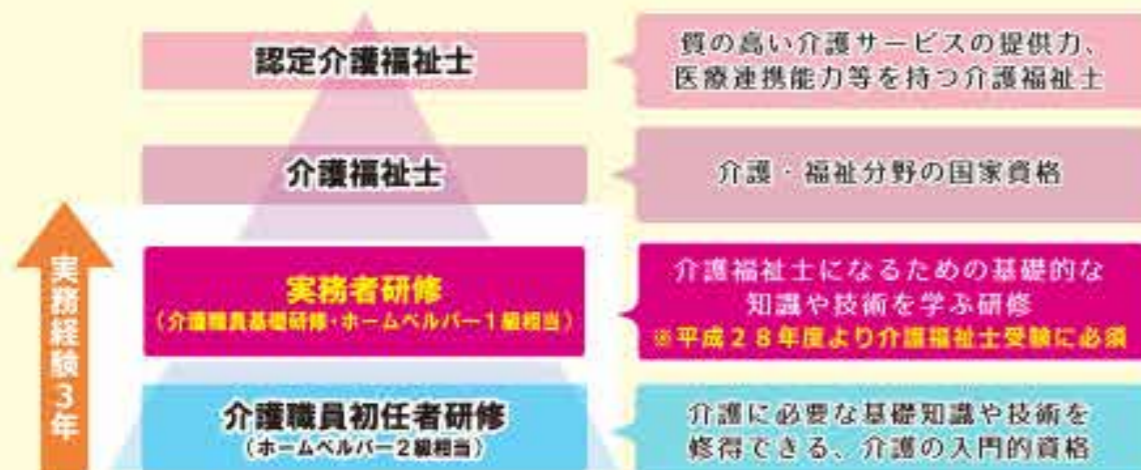 認定介護福祉士
質の高い介護サービスの提供力、
医療連携能力等を持つ介護福祉士
介護福祉士
介護・福祉分野の国家資格
実務者研修
(介護職員基礎研修・ホームヘルパー1級相当)
介護福祉士になるための基礎的な
知識や技術を学ぶ研修
※平成28年度より介護福祉士受験に必須
介護職員初任者研修
(ホームヘルパー2級相当)
介護に必要な基礎知識や技術を
修得できる、介護の入門的資格
実務経験3年